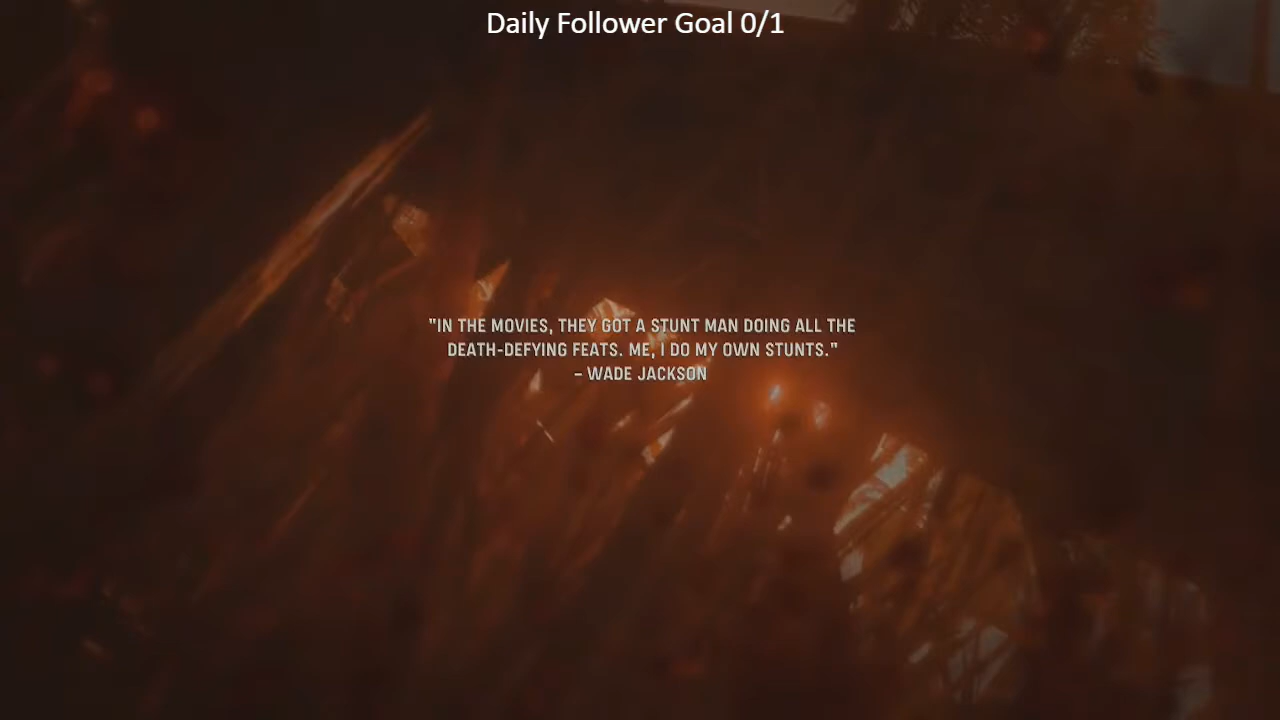 Daily Follower Goal 0/1
"IN THE MOVIES, THEY GOT A STUNT MAN DOING ALL THE
DEATH-DEFYING FEATS. ME, I DO MY OWN STUNTS."
– WADE JACKSON